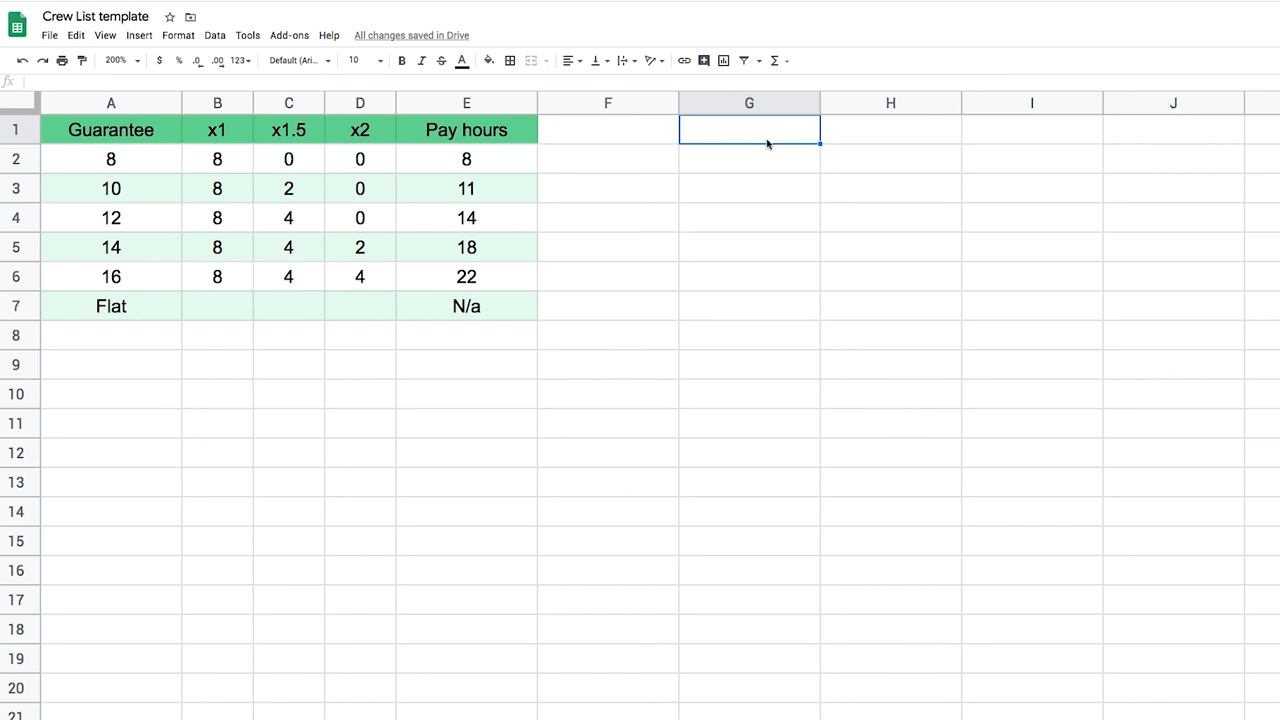 Crew List template
File Edit View Insert Format Data Tools Add-ons Help All changes saved in Drive
200% $ % .0 .00 123 Default (Ari... 10 B I S A
fx
A B C D E F G H I J
1 Guarantee x1 x1.5 x2 Pay hours
2 8 8 0 0 8
3 10 8 2 0 11
4 12 8 4 0 14
5 14 8 4 2 18
6 16 8 4 4 22
7 Flat N/a
8
9
10
11
12
13
14
15
16
17
18
19
20
21